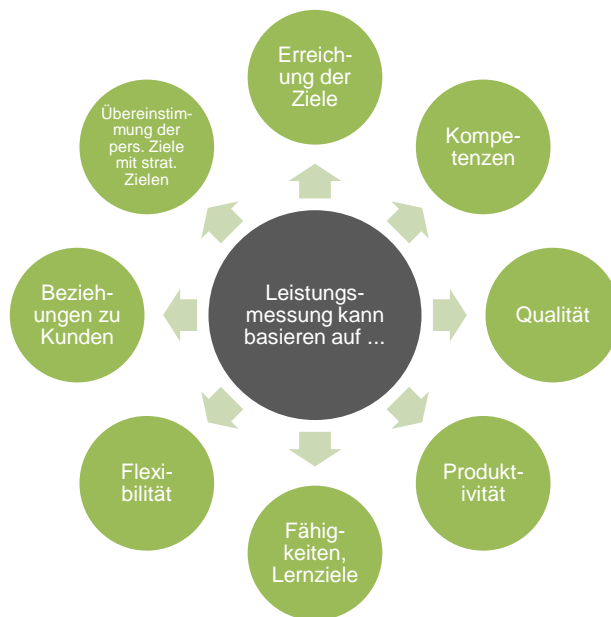 Erreich-
ung der
Ziele
Kompe-
tenzen
Qualität
Produkt-
ivität
Fähig-
keiten,
Lernziele
Flexi-
bilität
Beziehungen-
ungen zu
Kunden
Übereinstim-
mung der
pers. Ziele
mit strat.
Zielen
Leistungs-
messung kann
basieren auf ...